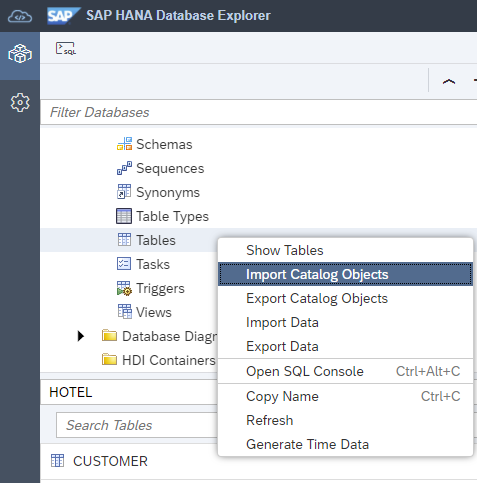 SAP SAP HANA Database Explorer
SQL
Filter Databases
Schemas
Sequences
Synonyms
Table Types
Tables
Tasks
Triggers
Views
Database Diagr
HDI Containers
Show Tables
Import Catalog Objects
Export Catalog Objects
Import Data
Export Data
Open SQL Console Ctrl+Alt+C
Copy Name Ctrl+C
Refresh
Generate Time Data
HOTEL
Search Tables
CUSTOMER